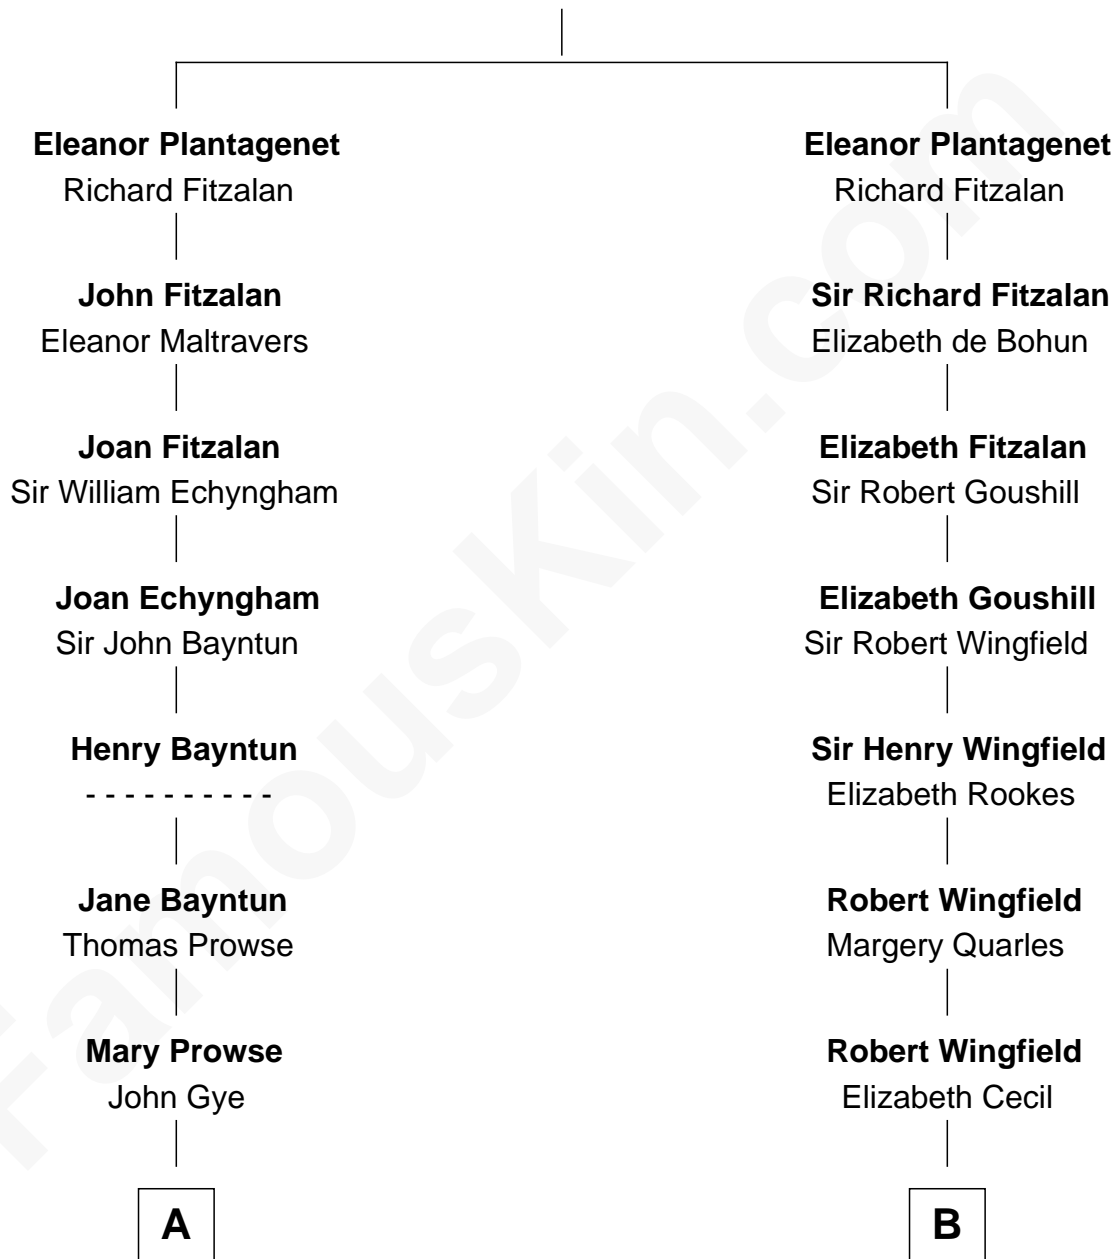 Eleanor Plantagenet
Richard Fitzalan
John Fitzalan
Eleanor Maltravers
Joan Fitzalan
Sir William Echyngham
Joan Echyngham
Sir John Bayntun
Henry Bayntun
- - - - - - - - - -
Jane Bayntun
Thomas Prowse
Mary Prowse
John Gye
A
Eleanor Plantagenet
Richard Fitzalan
Sir Richard Fitzalan
Elizabeth de Bohun
Elizabeth Fitzalan
Sir Robert Goushill
Elizabeth Goushill
Sir Robert Wingfield
Sir Henry Wingfield
Elizabeth Rookes
Robert Wingfield
Margery Quarles
Robert Wingfield
Elizabeth Cecil
B
FamousKin.com